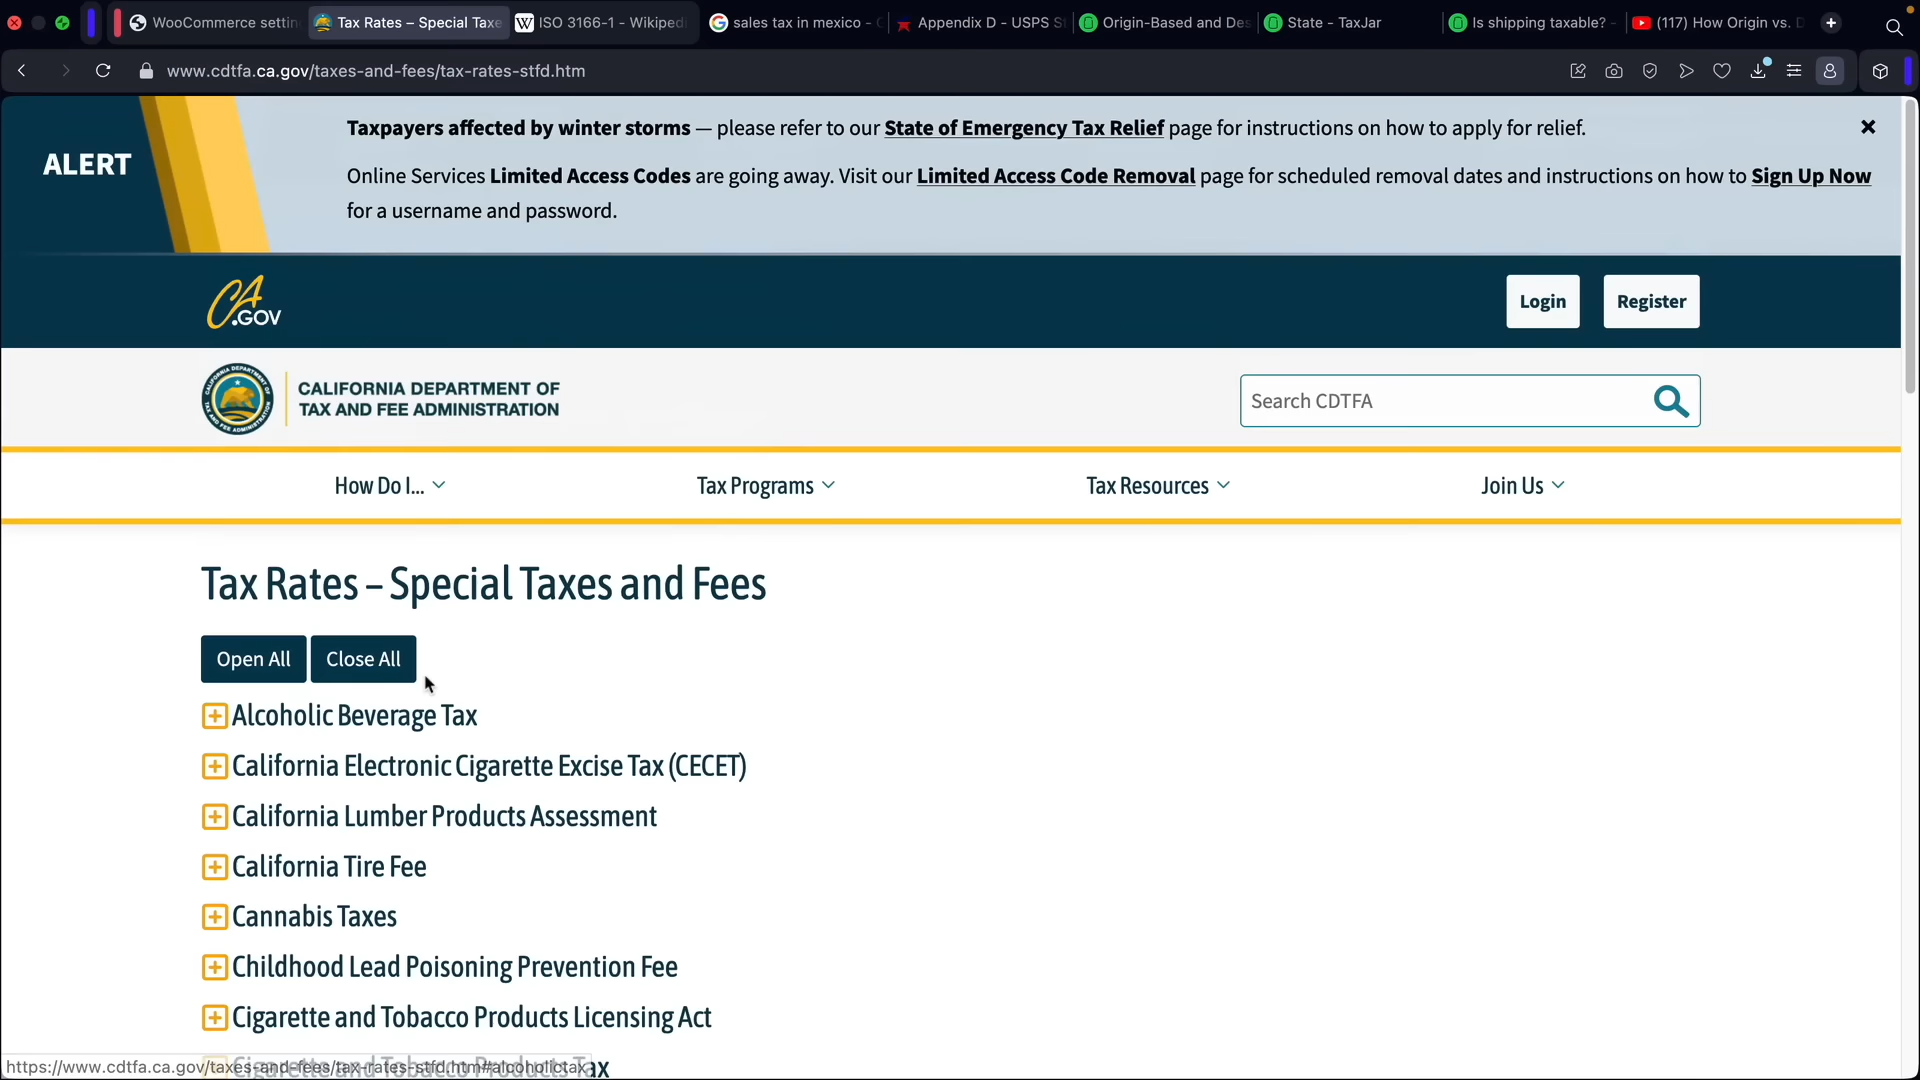 WooCommerce settin
Tax Rates – Special Taxe
ISO 3166-1 - Wikiped
sales tax in mexico -
Appendix D - USPS S
Origin-Based and Des
State - TaxJar
Is shipping taxable? -
(117) How Origin vs. D
www.cdtfa.ca.gov/taxes-and-fees/tax-rates-stfd.htm
ALERT
Taxpayers affected by winter storms — please refer to our State of Emergency Tax Relief page for instructions on how to apply for relief.
Online Services Limited Access Codes are going away. Visit our Limited Access Code Removal page for scheduled removal dates and instructions on how to Sign Up Now
for a username and password.
CA.GOV
Login
Register
CALIFORNIA DEPARTMENT OF
TAX AND FEE ADMINISTRATION
Search CDTFA
How Do I...
Tax Programs
Tax Resources
Join Us
Tax Rates – Special Taxes and Fees
Open All
Close All
Alcoholic Beverage Tax
California Electronic Cigarette Excise Tax (CECET)
California Lumber Products Assessment
California Tire Fee
Cannabis Taxes
Childhood Lead Poisoning Prevention Fee
Cigarette and Tobacco Products Licensing Act
Cigarette and Tobacco Products Tax
https://www.cdtfa.ca.gov/taxes-and-fees/tax-rates-stfd.htm#alcoholictax